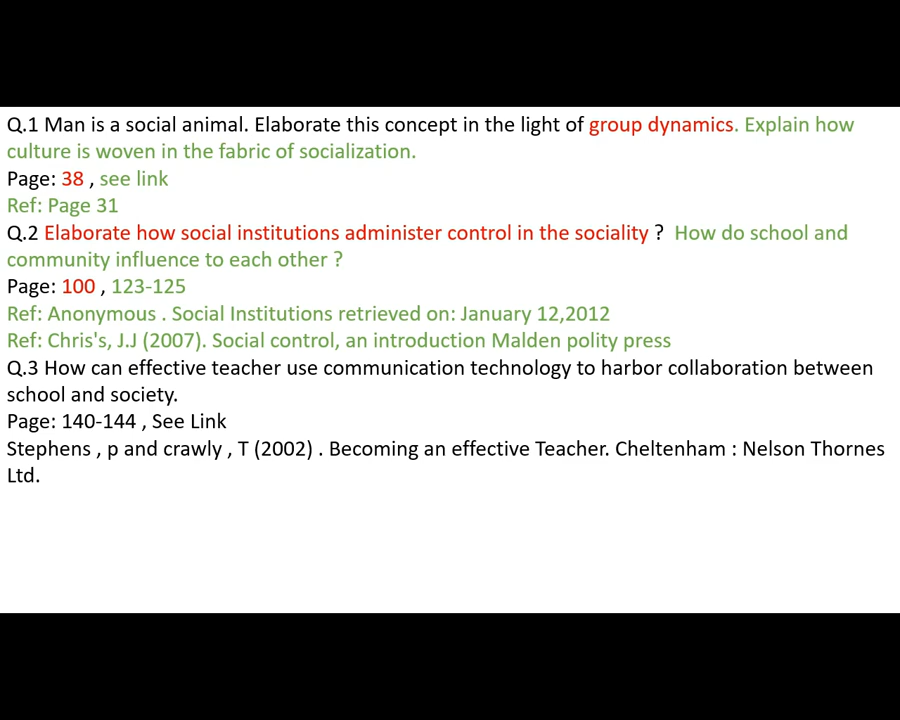 Q.1 Man is a social animal. Elaborate this concept in the light of group dynamics. Explain how
culture is woven in the fabric of socialization.
Page: 38 , see link
Ref: Page 31
Q.2 Elaborate how social institutions administer control in the sociality ?  How do school and
community influence to each other ?
Page: 100 , 123-125
Ref: Anonymous . Social Institutions retrieved on: January 12,2012
Ref: Chris's, J.J (2007). Social control, an introduction Malden polity press
Q.3 How can effective teacher use communication technology to harbor collaboration between
school and society.
Page: 140-144 , See Link
Stephens , p and crawly , T (2002) . Becoming an effective Teacher. Cheltenham : Nelson Thornes
Ltd.